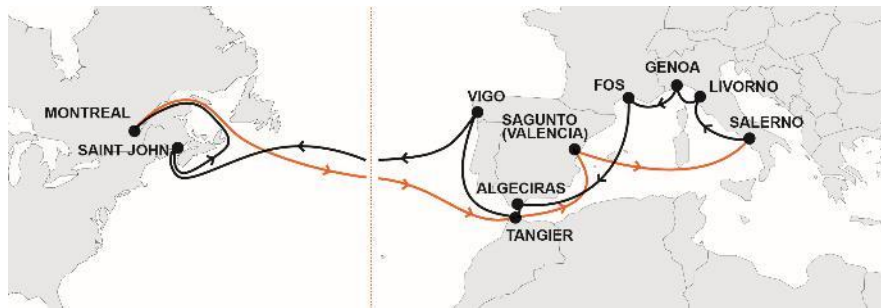 MONTREAL
SAINT JOHN
VIGO
SAGUNTO
(VALENCIA)
ALGECIRAS
TANGIER
FOS
GENOA
LIVORNO
SALERNO